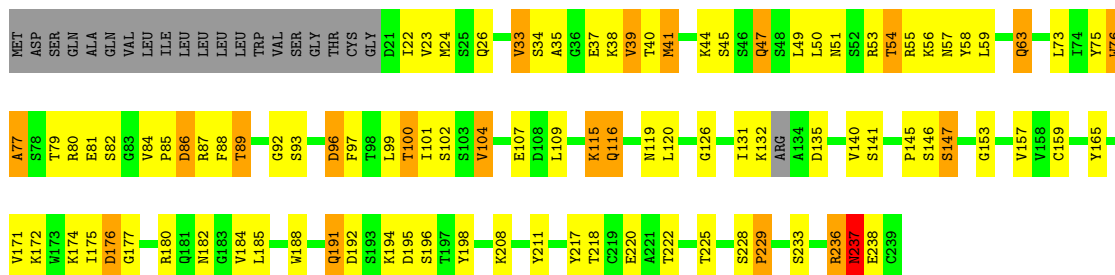 MET ASP SER GLN GLN ALA GLN VAL LEU ILE LEU LEU LEU LEU LEU TRP VAL SER GLY THR CYS GLY D21 I22 V23 M24 S25 Q26 V33 S34 A35 G36 E37 K38 V39 T40 M41 K44 S45 S46 Q47 S48 L49 L50 N51 S52 R53 T54 R55 K56 N57 Y58 L59 Q63 L73 I74 Y75 W76
A77 S78 T79 R80 E81 S82 G83 V84 P85 D86 R87 F88 T89 G92 S93 D96 F97 T98 L99 T100 I101 S102 S103 V104 E107 D108 L109 K115 Q116 N119 L120 G126 I131 K132 ARG A134 D135 V140 S141 P145 S146 S147 G153 V157 V158 C159 Y165
V171 K172 W173 K174 I175 D176 G177 R180 Q181 N182 G183 V184 L185 W188 Q191 D192 S193 K194 D195 S196 T197 Y198 K208 Y211 Y217 T218 C219 E220 A221 T222 T225 S228 P229 S233 R236 N237 E238 C239